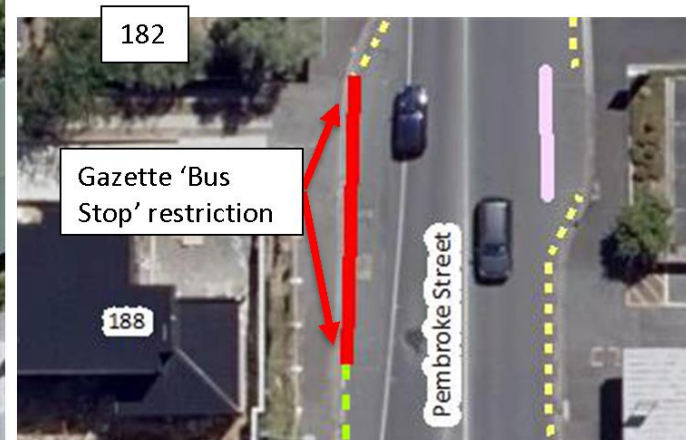 182
Gazette ‘Bus
Stop’ restriction
188
Pembroke Street